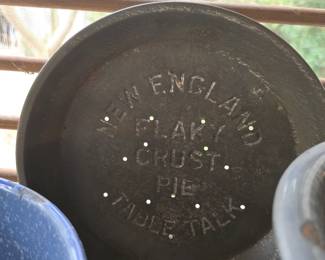 NEW ENGLAND
FLAKY
CRUST
PIE
TABLE TALK